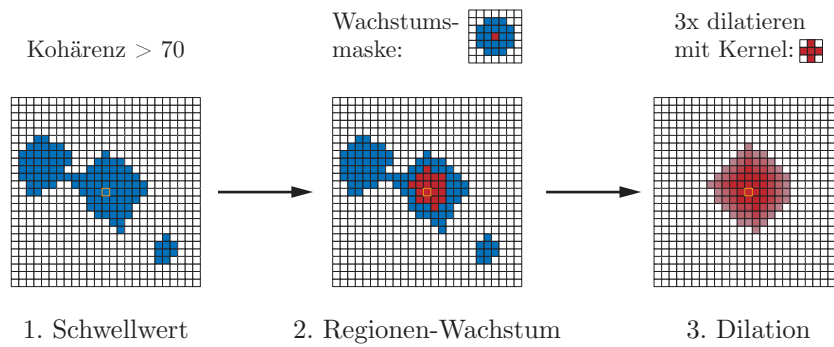 Kohärenz > 70
Wachstums-
maske:
3x dilatieren
mit Kernel:
1. Schwellwert
2. Regionen-Wachstum
3. Dilation